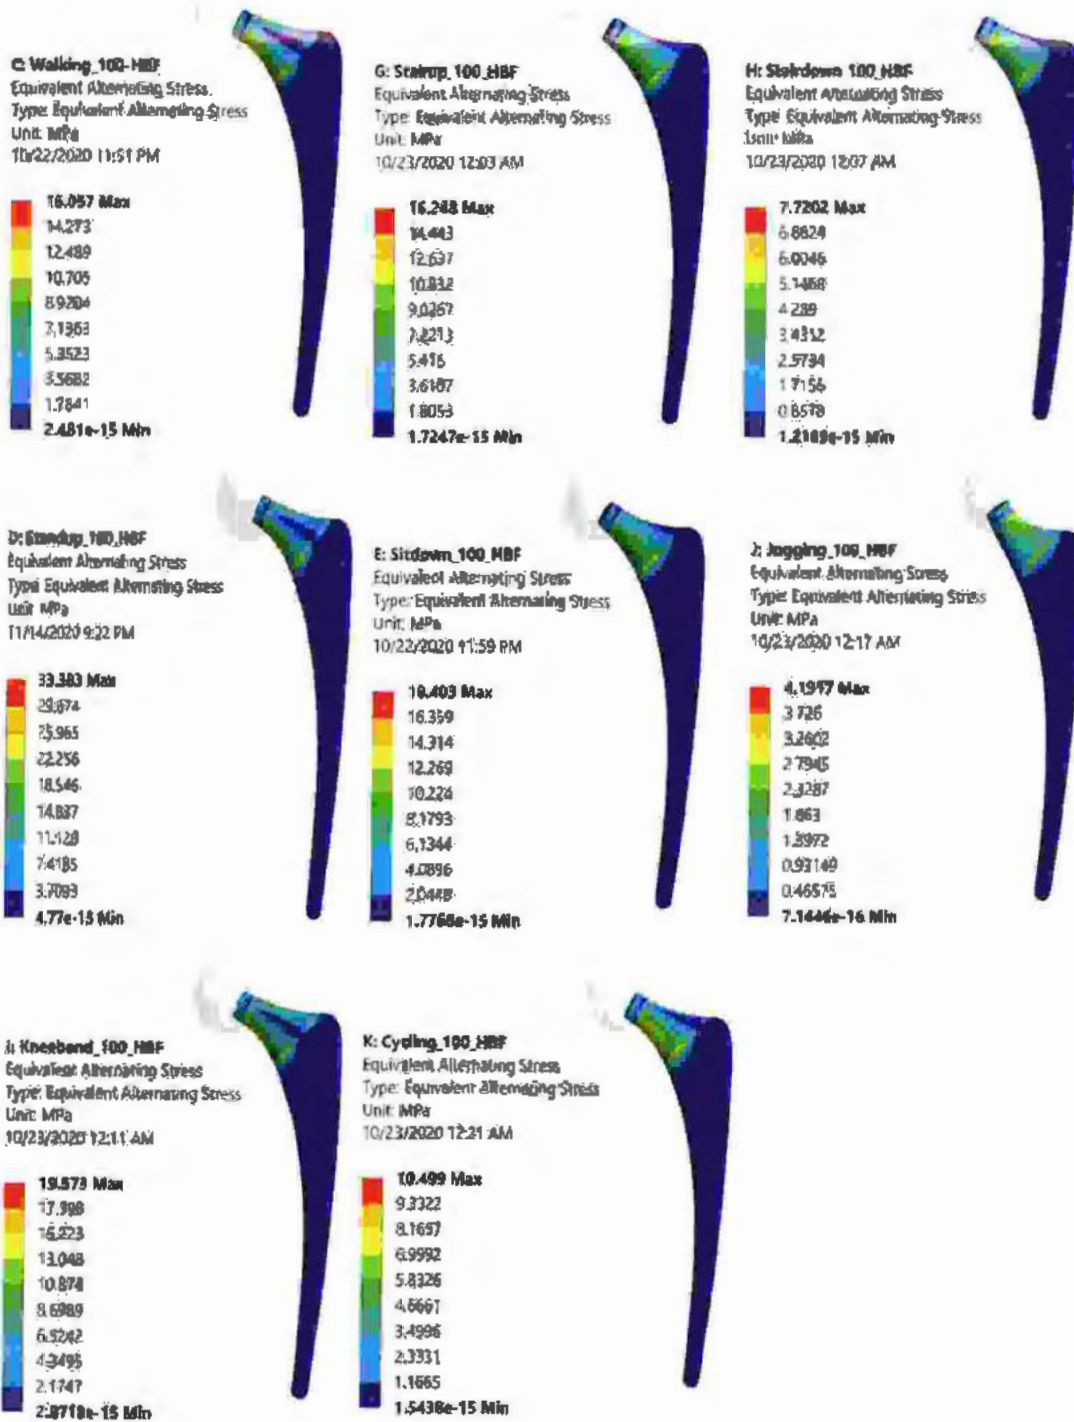 C: Walking_100-HBF
Equivalent Alternating Stress
Type: Equivalent Alternating Stress
Unit: MPa
10/22/2020 11:51 PM
16.057 Max
14.273
12.489
10.705
8.9204
7.1363
5.3523
3.5682
1.7841
2.481e-15 Min
G: Stairup_100_HBF
Equivalent Alternating Stress
Type: Equivalent Alternating Stress
Unit: MPa
10/23/2020 12:03 AM
16.248 Max
14.443
12.637
10.832
9.0267
7.2213
5.416
3.6107
1.8053
1.7247e-15 Min
H: Stairdown_100_HBF
Equivalent Alternating Stress
Type: Equivalent Alternating Stress
MPa
10/23/2020 12:07 AM
7.7202 Max
6.8624
6.0046
5.1468
4.289
3.4312
2.5734
1.7156
0.8578
e-15 Min
D: Standup_100_HBF
Equivalent Alternating Stress
Type: Equivalent Alternating Stress
Unit: MPa
11/14/2020 9:22 PM
33.383 Max
29.674
25.965
22.256
18.546
14.837
11.128
7.4185
3.7093
4.77e-15 Min
E: Sitdown_100_HBF
Equivalent Alternating Stress
Type: Equivalent Alternating Stress
Unit: MPa
10/22/2020 11:59 PM
18.403 Max
16.359
14.314
12.269
10.224
8.1793
6.1344
4.0896
2.0448
1.7766e-15 Min
J: Jogging_100_HBF
Equivalent Alternating Stress
Type: Equivalent Alternating Stress
Unit: MPa
10/23/2020 12:17 AM
4.1917 Max
3.726
3.2602
2.7945
2.3287
1.863
1.3972
0.93149
0.46575
e-16 Min
Kneebend_100_HBF
Equivalent Alternating Stress
Type: Equivalent Alternating Stress
Unit: MPa
10/23/2020 12:11 AM
19.573 Max
17.398
15.223
13.048
10.874
8.6989
6.5242
4.3495
2.1747
e-15 Min
K: Cycling_100_HBF
Equivalent Alternating Stress
Type: Equivalent Alternating Stress
Unit: MPa
10/23/2020 12:21 AM
10.499 Max
9.3322
8.1657
6.9992
5.8326
4.6661
3.4996
2.3331
1.1665
1.5438e-15 Min